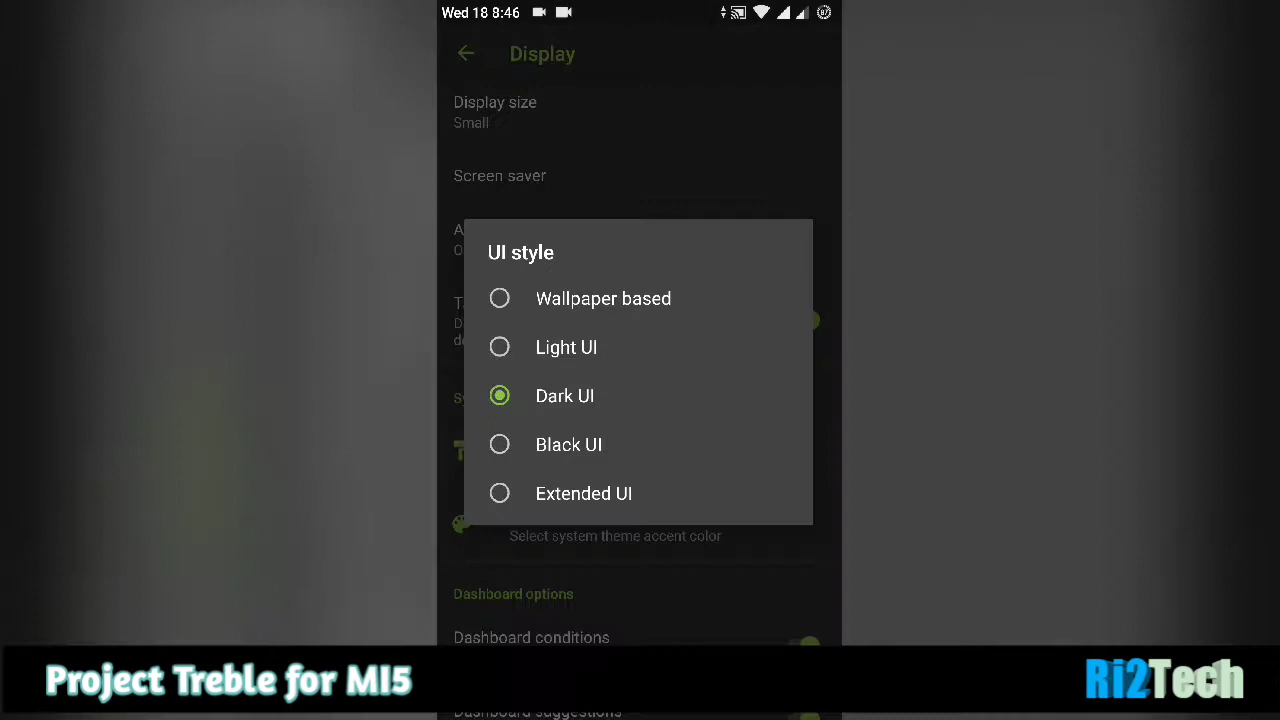 Wed 18 8:46
87
Display
Display size
Small
Screen saver
UI style
Wallpaper based
Light UI
Dark UI
Black UI
Extended UI
Select system theme accent color
Dashboard options
Dashboard conditions
Dashboard suggestions
Project Treble for MI5
Ri2Tech